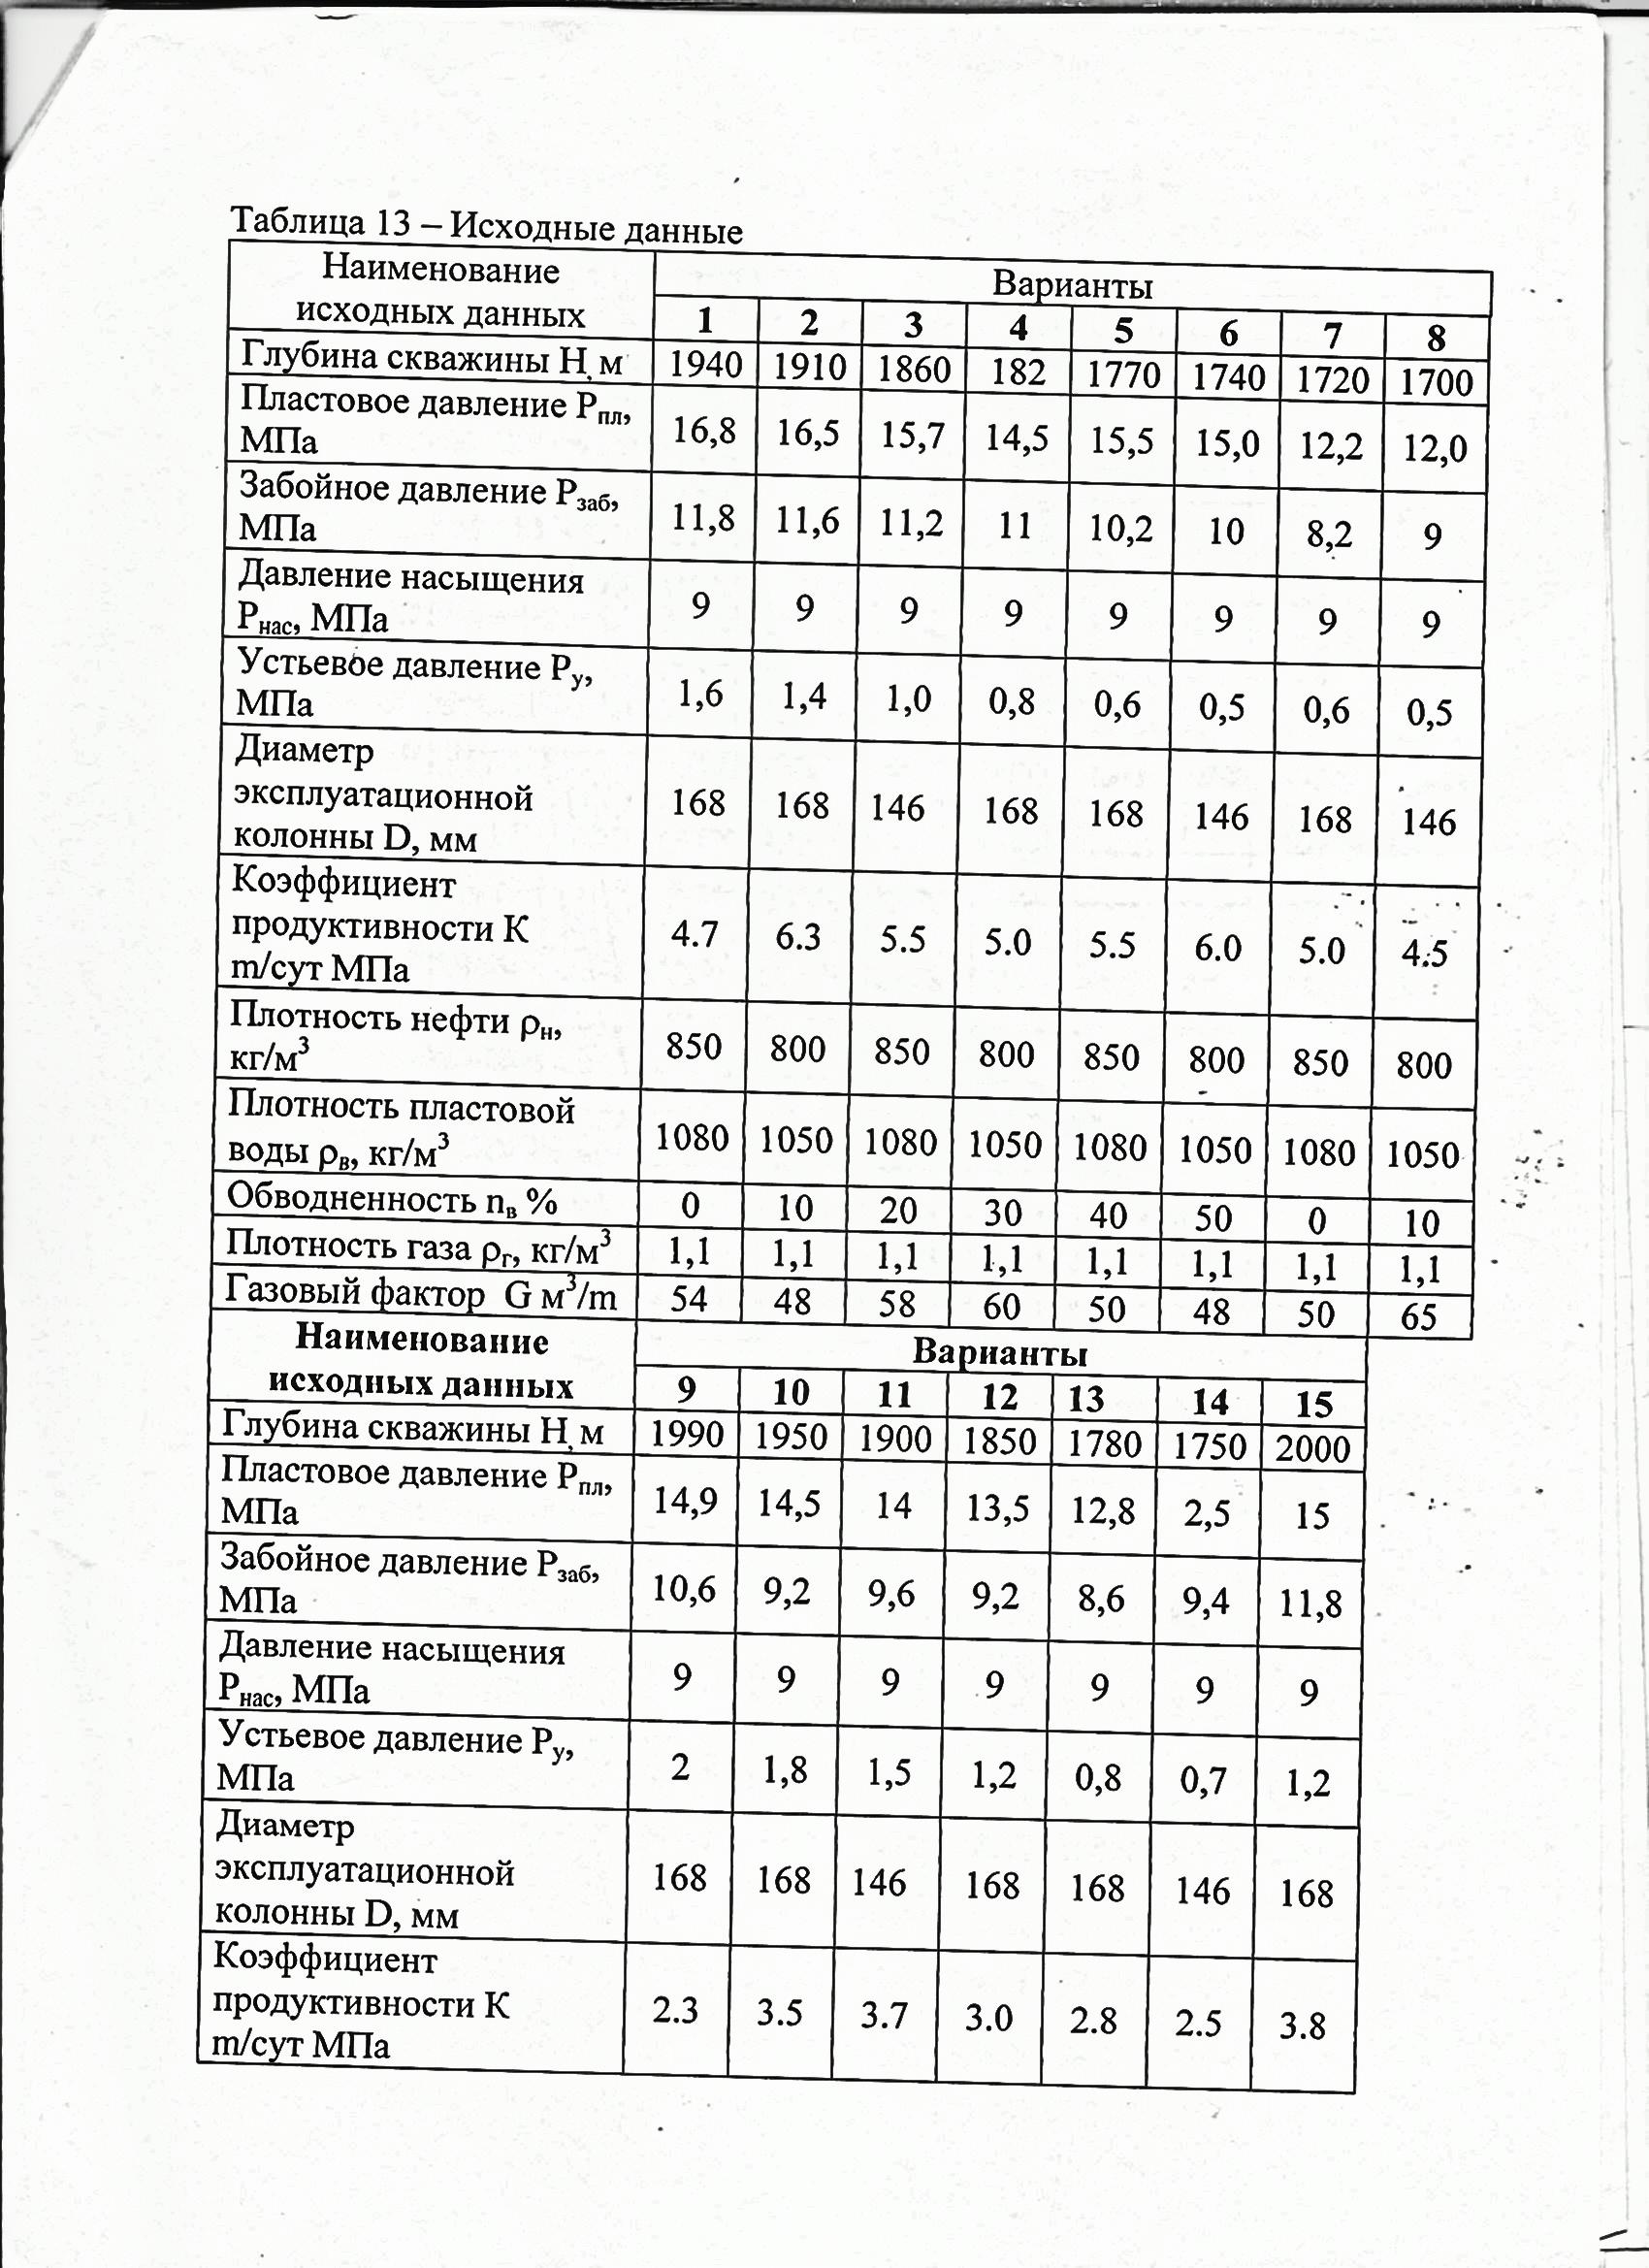 Таблица 13 – Исходные данные
Наименование исходных данных Варианты
1 2 3 4 5 6 7 8
Глубина скважины Н, м 1940 1910 1860 182 1770 1740 1720 1700
Пластовое давление Рпл,
МПа 16,8 16,5 15,7 14,5 15,5 15,0 12,2 12,0
Забойное давление Рзаб,
МПа 11,8 11,6 11,2 11 10,2 10 8,2 9
Давление насыщения
Рнас, МПа 9 9 9 9 9 9 9 9
Устьевое давление Ру,
МПа 1,6 1,4 1,0 0,8 0,6 0,5 0,6 0,5
Диаметр
эксплуатационной
колонны D, мм 168 168 146 168 168 146 168 146
Коэффициент
продуктивности К
m/сут МПа 4.7 6.3 5.5 5.0 5.5 6.0 5.0 4.5
Плотность нефти ρн,
кг/м³ 850 800 850 800 850 800 850 800
Плотность пластовой
воды ρв, кг/м³ 1080 1050 1080 1050 1080 1050 1080 1050
Обводненность nв % 0 10 20 30 40 50 0 10
Плотность газа ρг, кг/м³ 1,1 1,1 1,1 1,1 1,1 1,1 1,1 1,1
Газовый фактор G м³/m 54 48 58 60 50 48 50 65
Наименование исходных данных Варианты
9 10 11 12 13 14 15
Глубина скважины Н, м 1990 1950 1900 1850 1780 1750 2000
Пластовое давление Рпл,
МПа 14,9 14,5 14 13,5 12,8 2,5 15
Забойное давление Рзаб,
МПа 10,6 9,2 9,6 9,2 8,6 9,4 11,8
Давление насыщения
Рнас, МПа 9 9 9 9 9 9 9
Устьевое давление Ру,
МПа 2 1,8 1,5 1,2 0,8 0,7 1,2
Диаметр
эксплуатационной
колонны D, мм 168 168 146 168 168 146 168
Коэффициент
продуктивности К
m/сут МПа 2.3 3.5 3.7 3.0 2.8 2.5 3.8